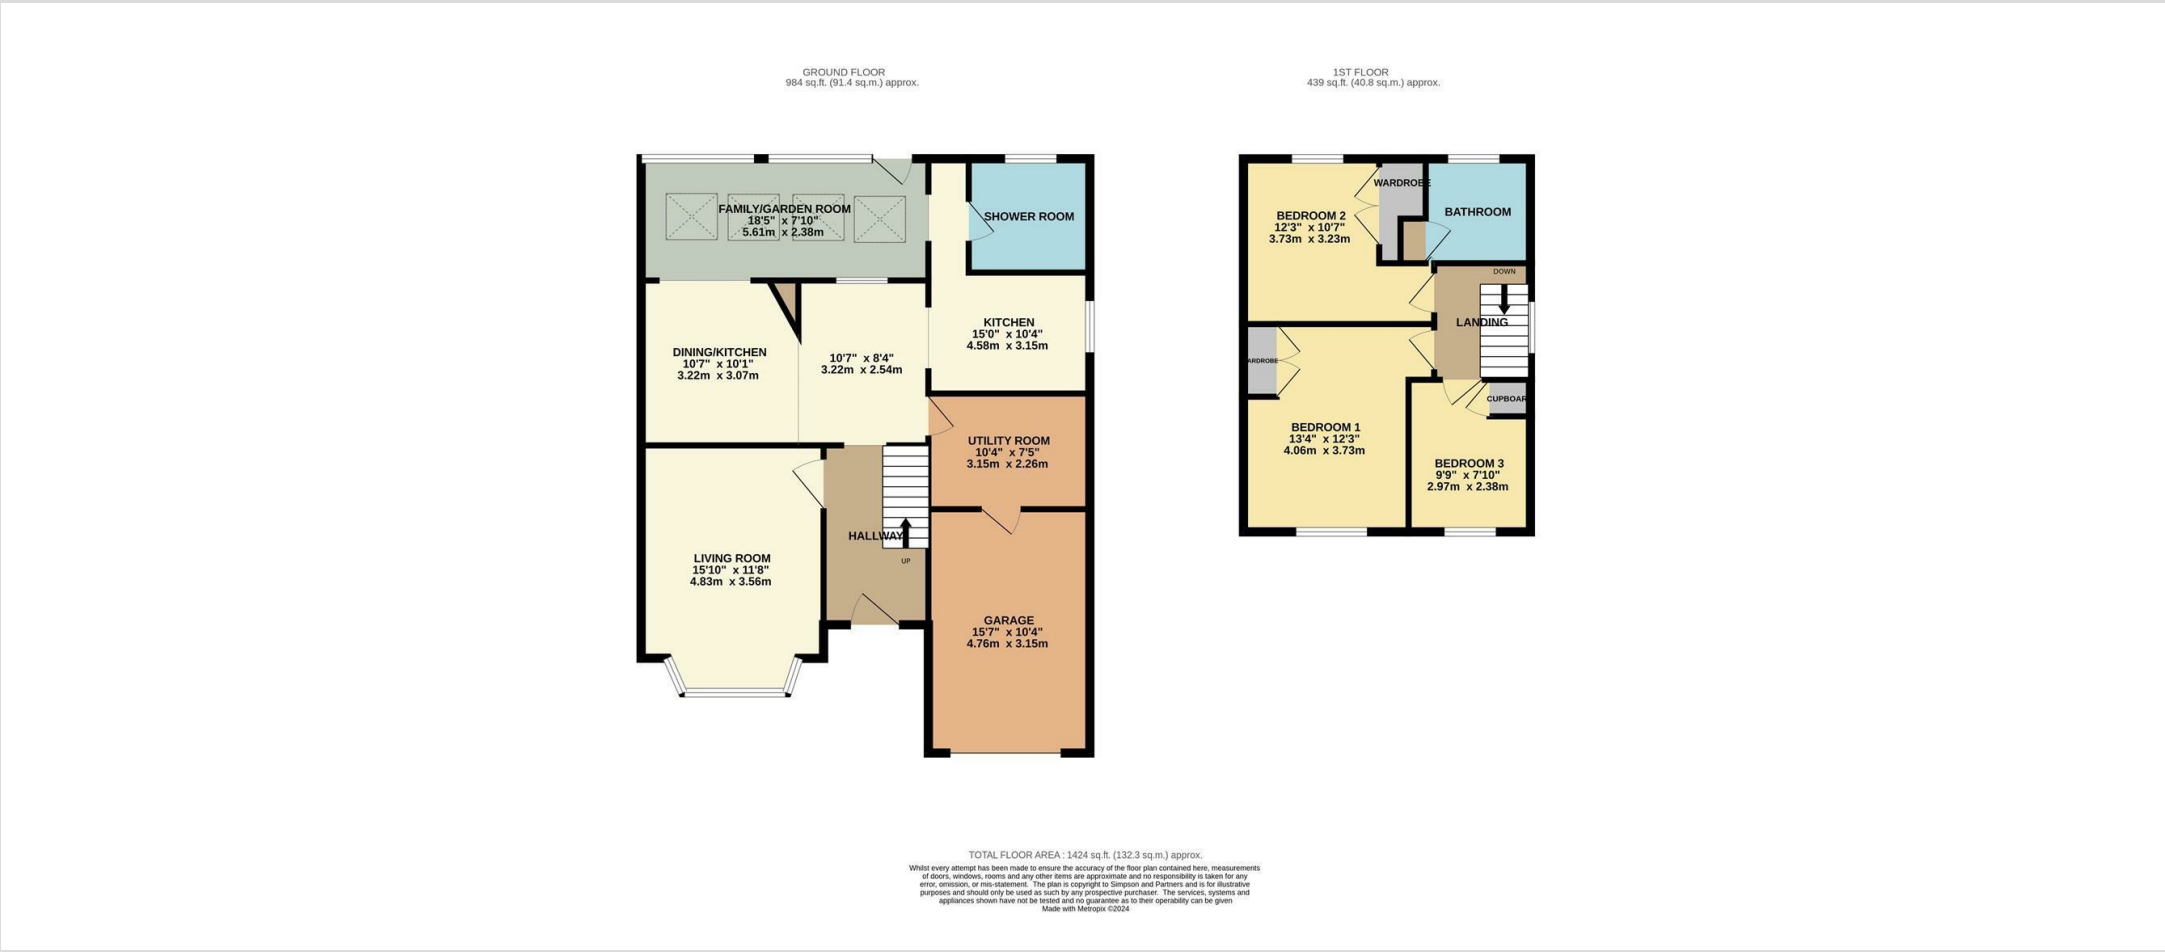 GROUND FLOOR
984 sq.ft. (91.4 sq.m.) approx.
FAMILY/GARDEN ROOM
18'5" x 7'10"
5.61m x 2.38m
SHOWER ROOM
KITCHEN
15'0" x 10'4"
4.58m x 3.15m
DINING/KITCHEN
10'7" x 10'1"
3.22m x 3.07m
10'7" x 8'4"
3.22m x 2.54m
UTILITY ROOM
10'4" x 7'5"
3.15m x 2.26m
HALLWAY
UP
LIVING ROOM
15'10" x 11'8"
4.83m x 3.56m
GARAGE
15'7" x 10'4"
4.76m x 3.15m
1ST FLOOR
439 sq.ft. (40.8 sq.m.) approx.
WARDROBE
BEDROOM 2
12'3" x 10'7"
3.73m x 3.23m
BATHROOM
DOWN
LANDING
ARDROBE
CUPBOAR
BEDROOM 1
13'4" x 12'3"
4.06m x 3.73m
BEDROOM 3
9'9" x 7'10"
2.97m x 2.38m
TOTAL FLOOR AREA : 1424 sq.ft. (132.3 sq.m.) approx.
Whilst every attempt has been made to ensure the accuracy of the floor plan contained here, measurements
of doors, windows, rooms and any other items are approximate and no responsibility is taken for any
error, omission, or mis-statement. The plan is copyright to Simpson and Partners and is for illustrative
purposes and should only be used as such by any prospective purchaser. The services, systems and
appliances shown have not be tested and no guarantee as to their operability can be given
Made with Metropix ©2024